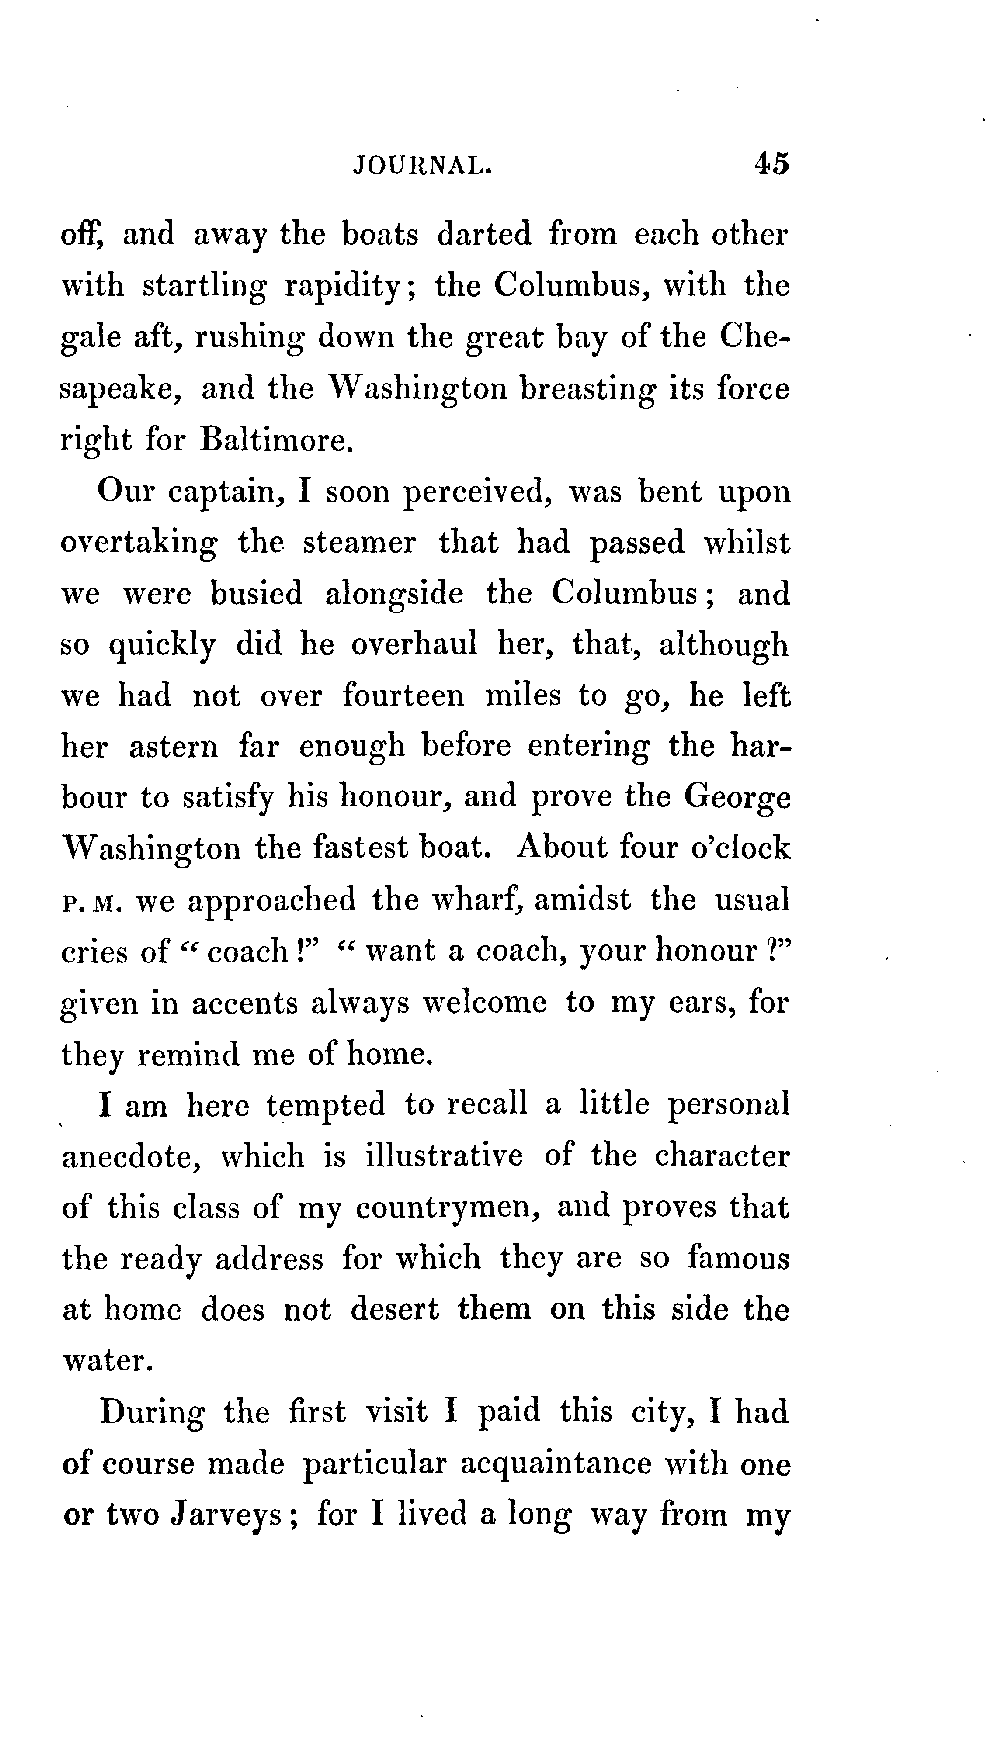 JOURNAL. 45
off, and away the boats darted from each other
with startling rapidity; the Columbus, with the
gale aft, rushing down the great bay of the Che-
sapeake, and the Washington breasting its force
right for Baltimore.
Our captain, I soon perceived, was bent upon
overtaking the steamer that had passed whilst
we were busied alongside the Columbus; and
so quickly did he overhaul her, that, although
we had not over fourteen miles to go, he left
her astern far enough before entering the har-
bour to satisfy his honour, and prove the George
Washington the fastest boat. About four o'clock
P. M. we approached the wharf, amidst the usual
cries of "coach!" "want a coach, your honour?"
given in accents always welcome to my ears, for
they remind me of home.
I am here tempted to recall a little personal
anecdote, which is illustrative of the character
of this class of my countrymen, and proves that
the ready address for which they are so famous
at home does not desert them on this side the
water.
During the first visit I paid this city, I had
of course made particular acquaintance with one
or two Jarveys; for I lived a long way from my